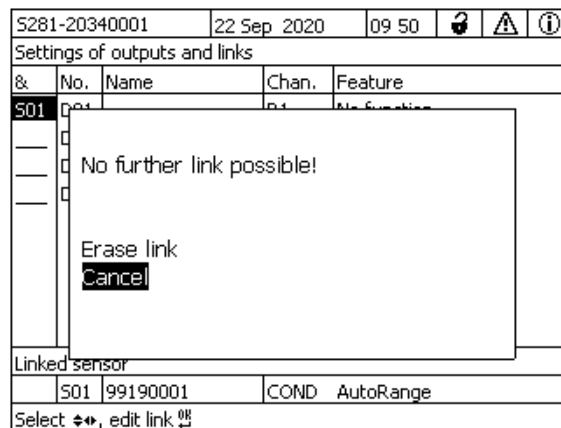 S281-20340001 22 Sep 2020 09 50
Settings of outputs and links
& No. Name Chan. Feature
S01
No further link possible!
Erase link
Cancel
Linked sensor
S01 99190001 COND AutoRange
Select , edit link OK